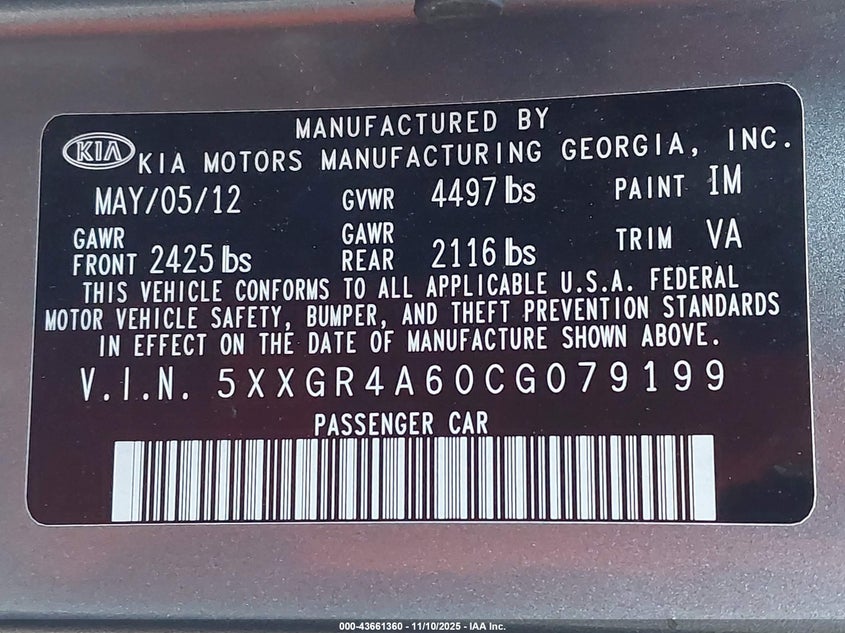 MANUFACTURED BY
KIA KIA MOTORS MANUFACTURING GEORGIA, INC.
MAY/05/12 GVWR 4497 lbs PAINT IM
GAWR FRONT 2425 lbs GAWR REAR 2116 lbs TRIM VA
THIS VEHICLE CONFORMS TO ALL APPLICABLE U.S.A. FEDERAL
MOTOR VEHICLE SAFETY, BUMPER, AND THEFT PREVENTION STANDARDS
IN EFFECT ON THE DATE OF MANUFACTURE SHOWN ABOVE.
V.I.N. 5XXGR4A60CG079199
PASSENGER CAR
000-43661360 - 11/10/2025 - IAA Inc.